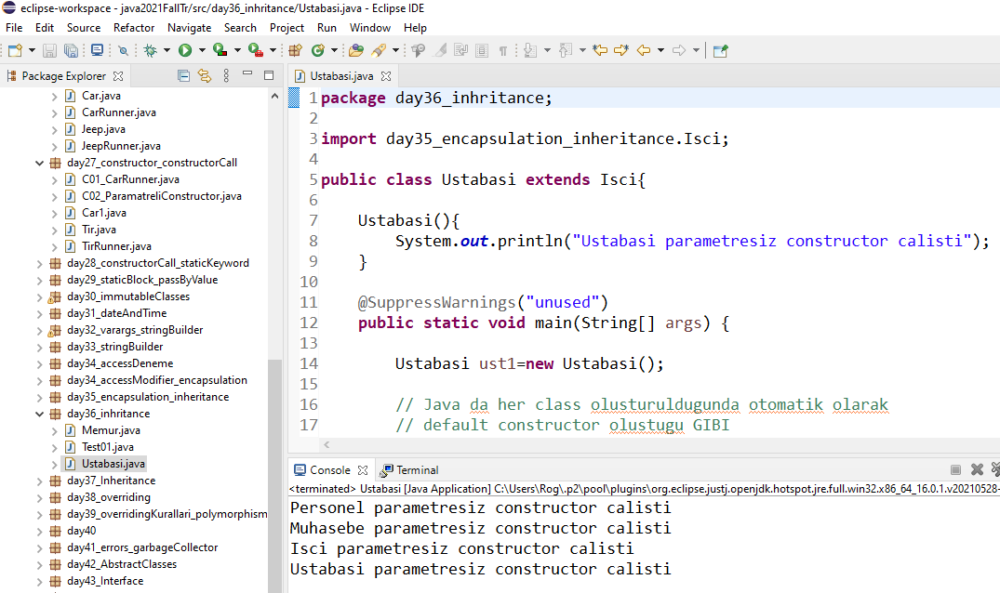 eclipse-workspace - java2021FallTr/src/day36_inhritance/Ustabasi.java - Eclipse IDE
File Edit Source Refactor Navigate Search Project Run Window Help
Package Explorer
Car.java
CarRunner.java
Jeep.java
JeepRunner.java
day27_constructor_constructorCall
C01_CarRunner.java
C02_ParamatreliConstructor.java
Car1.java
Tir.java
TirRunner.java
day28_constructorCall_staticKeyword
day29_staticBlock_passByValue
day30_immutableClasses
day31_dateAndTime
day32_varargs_stringBuilder
day33_stringBuilder
day34_accessDeneme
day34_accessModifier_encapsulation
day35_encapsulation_inheritance
day36_inhritance
Memur.java
Test01.java
Ustabasi.java
day37_Inheritance
day38_overriding
day39_overridingKurallari_polymorphism
day40
day41_errors_garbageCollector
day42_AbstractClasses
day43_Interface
Ustabasi.java
1 package day36_inhritance;
2
3 import day35_encapsulation_inheritance.Isci;
4
5 public class Ustabasi extends Isci{
6
7 Ustabasi(){
8 System.out.println("Ustabasi parametresiz constructor calisti");
9 }
10
11 @SuppressWarnings("unused")
12 public static void main(String[] args) {
13
14 Ustabasi ust1=new Ustabasi();
15
16 // Java da her class olusturuldugunda otomatik olarak
17 // default constructor olustugu GIBI
Console Terminal
<terminated> Ustabasi [Java Application] C:\Users\Rog\.p2\pool\plugins\org.eclipse.justj.openjdk.hotspot.jre.full.win32.x86_64_16.0.1.v20210528-
Personel parametresiz constructor calisti
Muhasebe parametresiz constructor calisti
Isci parametresiz constructor calisti
Ustabasi parametresiz constructor calisti